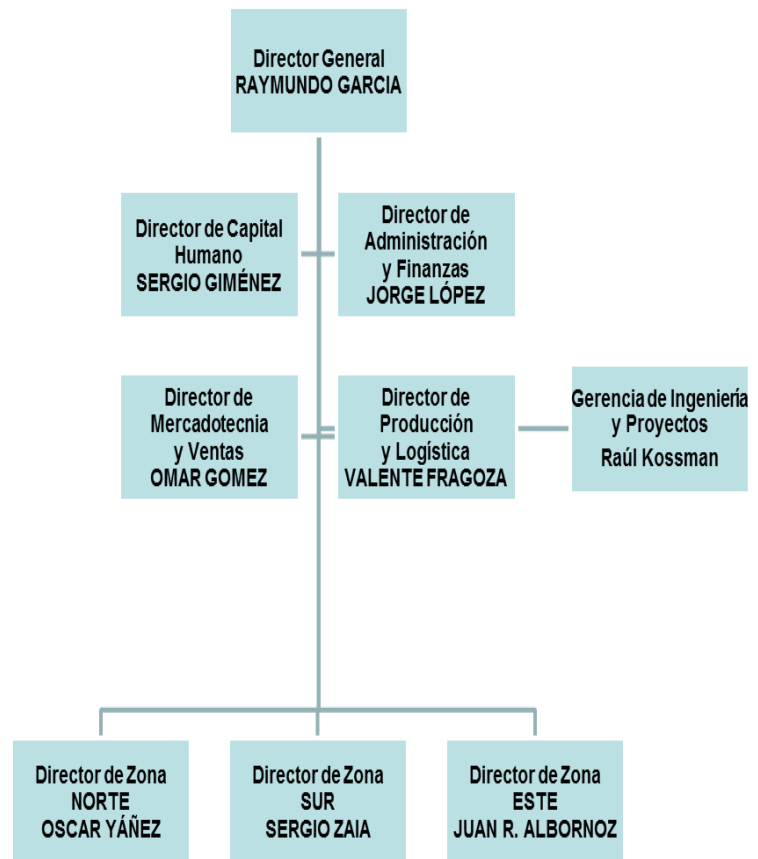 Director General
RAYMUNDO GARCIA
Director de Capital
Humano
SERGIO GIMÉNEZ
Director de
Administración
y Finanzas
JORGE LÓPEZ
Director de
Mercadotecnia
y Ventas
OMAR GOMEZ
Director de
Producción
y Logística
VALENTE FRAGOZA
Gerencia de Ingeniería
y Proyectos
Raúl Kossman
Director de Zona
NORTE
OSCAR YÁÑEZ
Director de Zona
SUR
SERGIO ZAIA
Director de Zona
ESTE
JUAN R. ALBORNOZ